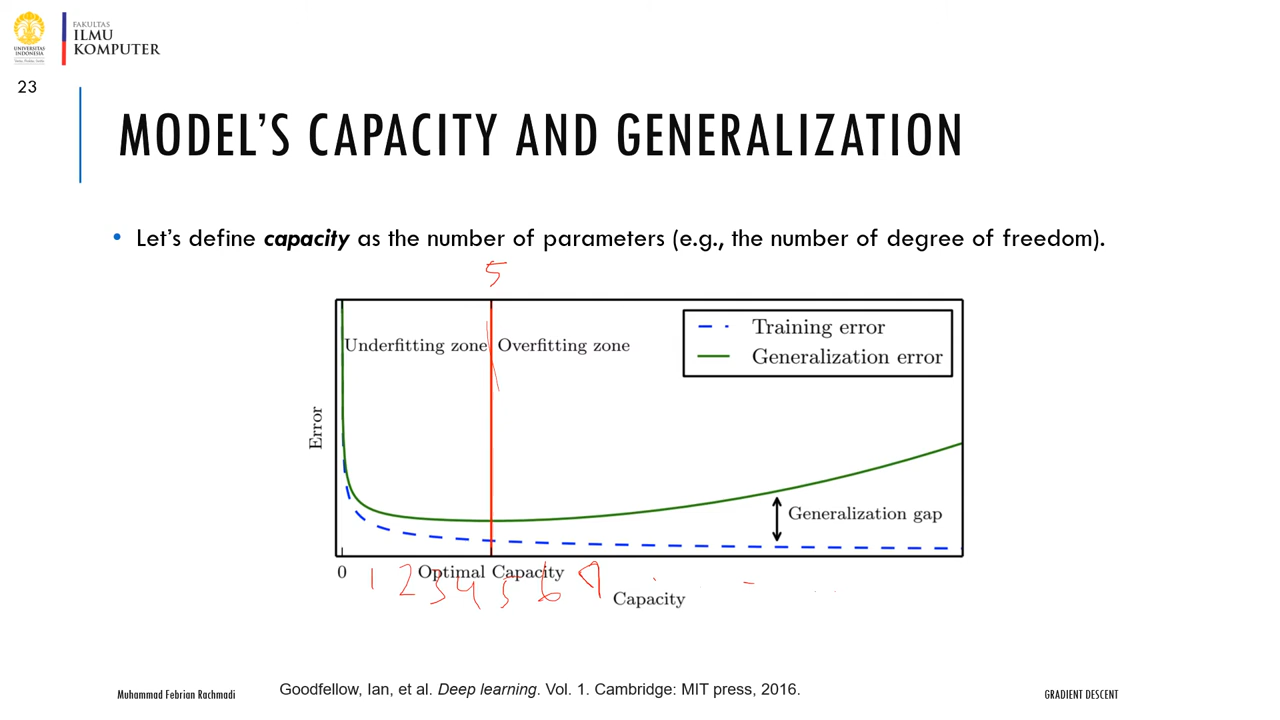 UNIVERSITAS
INDONESIA
FAKULTAS
ILMU
KOMPUTER
23
MODEL'S CAPACITY AND GENERALIZATION
• Let's define capacity as the number of parameters (e.g., the number of degree of freedom).
5
Underfitting zone Overfitting zone
Training error
Generalization error
Error
Generalization gap
0 Optimal Capacity
1 2 3 4 5 6
Capacity
Muhammad Febrian Rachmadi
Goodfellow, Ian, et al. Deep learning. Vol. 1. Cambridge: MIT press, 2016.
GRADIENT DESCENT